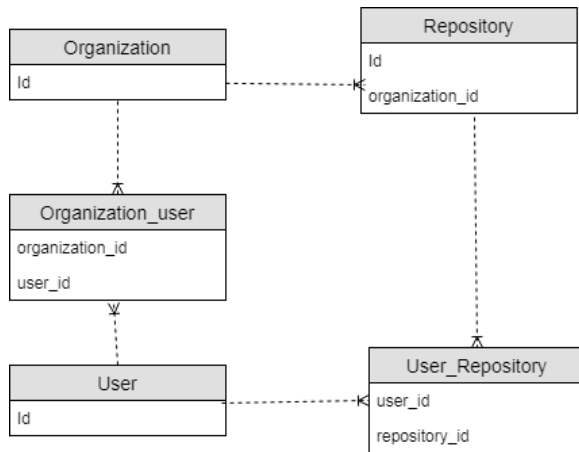 Organization
Id
Repository
Id
organization_id
Organization_user
organization_id
user_id
User
Id
User_Repository
user_id
repository_id